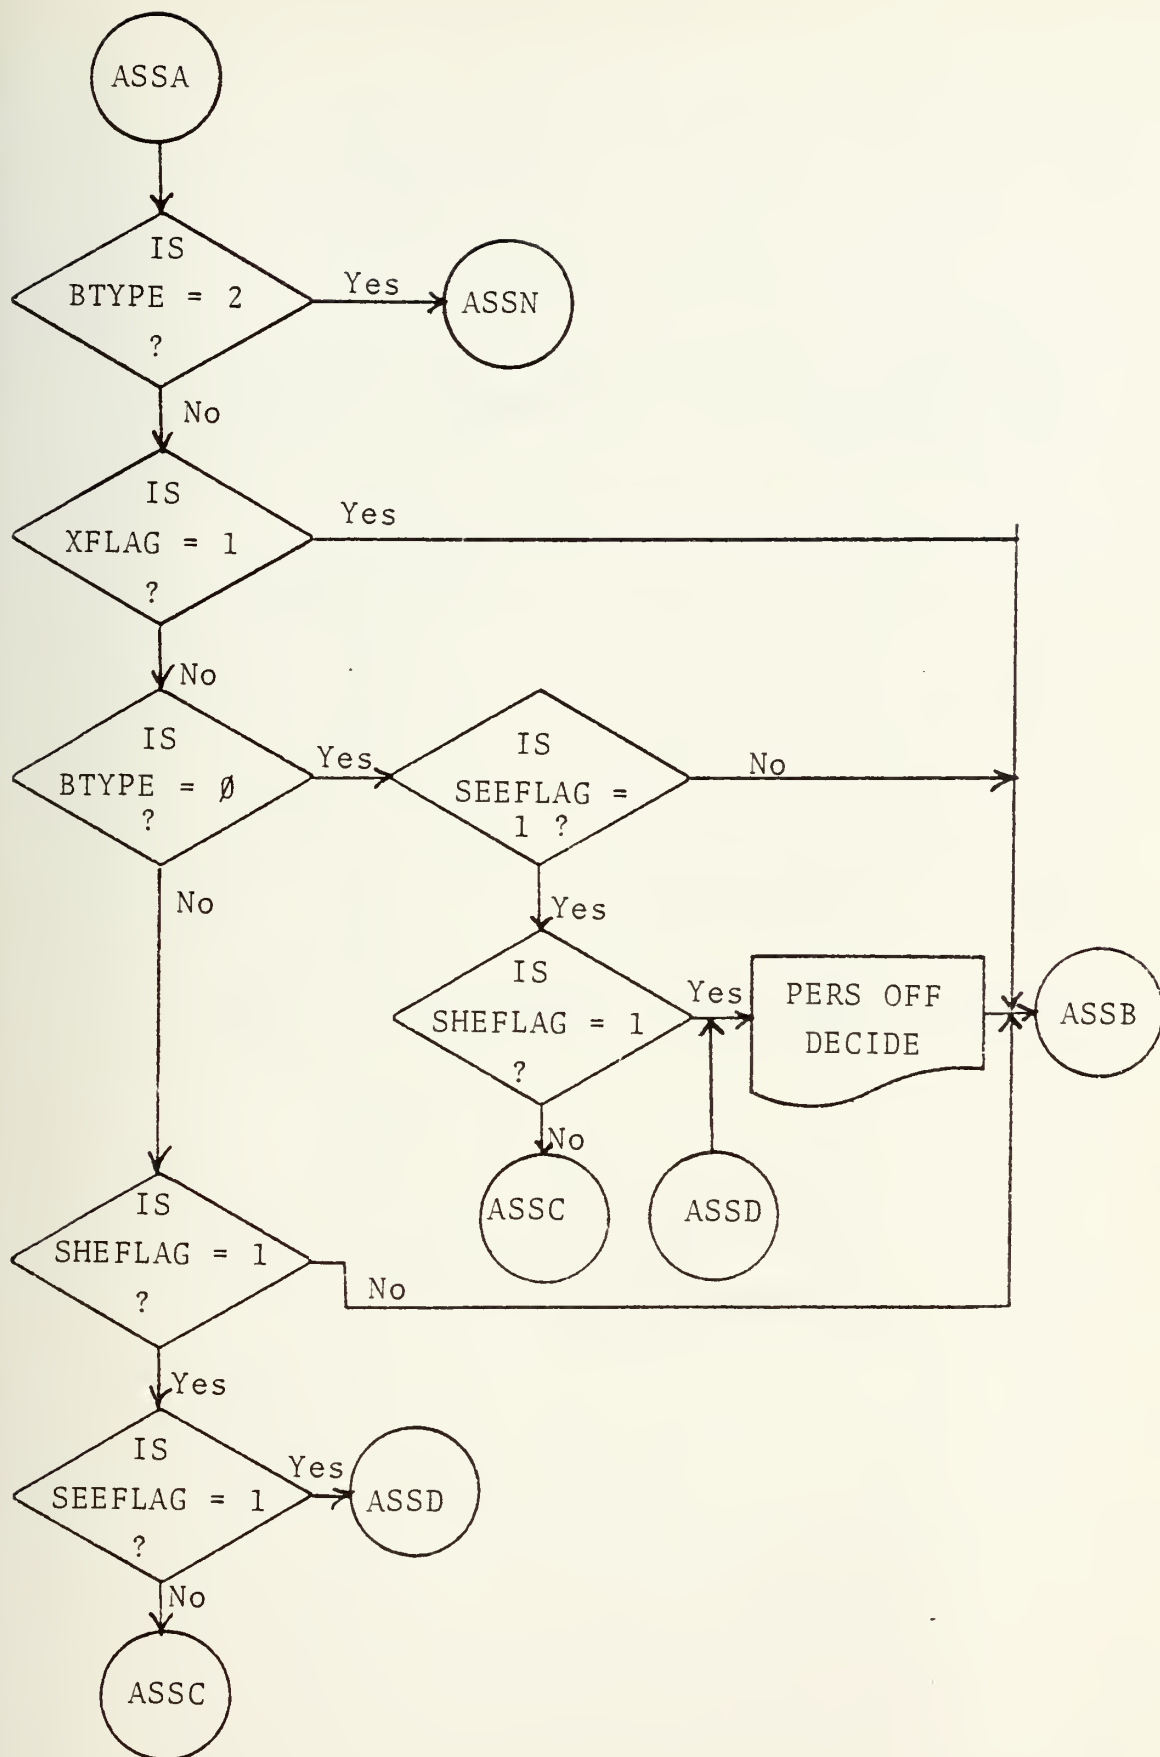 ASSA
IS
BTYPE = 2
?
Yes
ASSN
No
IS
XFLAG = 1
?
Yes
No
IS
BTYPE = Ø
?
Yes
IS
SEEFLAG =
1 ?
No
No
Yes
IS
SHEFLAG = 1
?
Yes
PERS OFF
DECIDE
ASSB
No
ASSC
ASSD
IS
SHEFLAG = 1
?
No
Yes
IS
SEEFLAG = 1
?
Yes
ASSD
No
ASSC